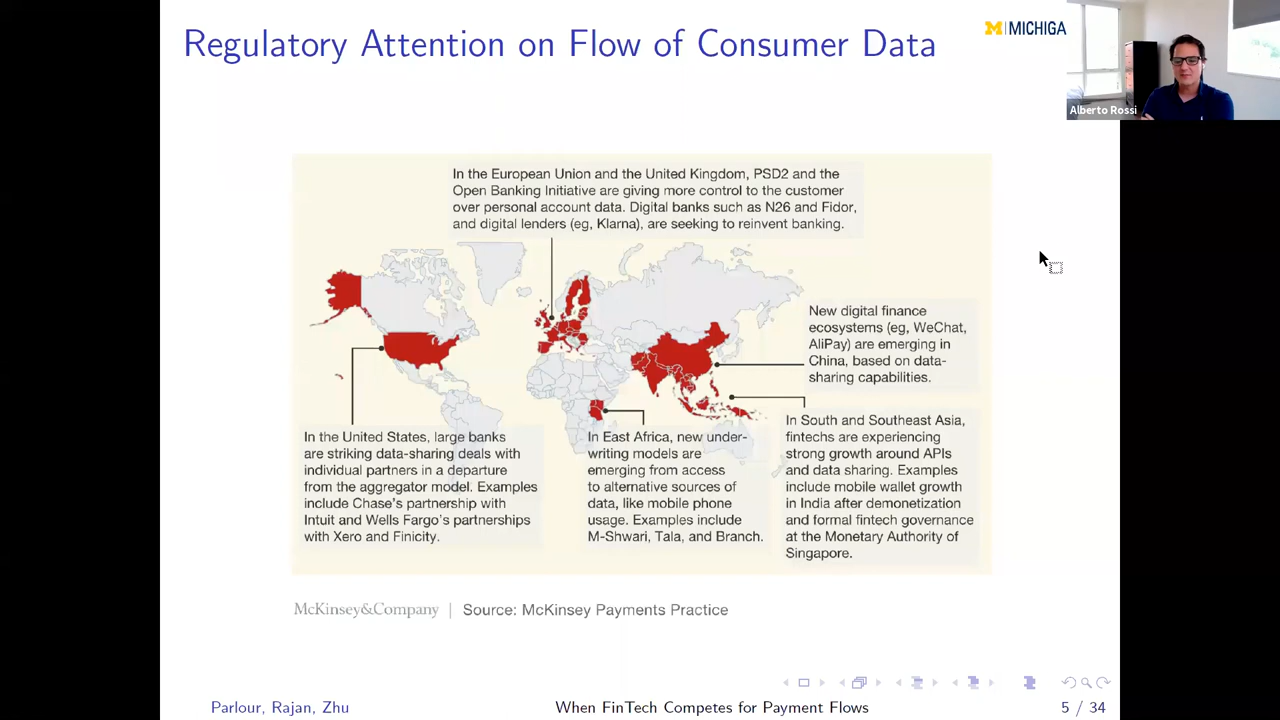 Regulatory Attention on Flow of Consumer Data
M MICHIGA
Alberto Rossi
In the European Union and the United Kingdom, PSD2 and the
Open Banking Initiative are giving more control to the customer
over personal account data. Digital banks such as N26 and Fidor,
and digital lenders (eg, Klarna), are seeking to reinvent banking.
New digital finance
ecosystems (eg, WeChat,
AliPay) are emerging in
China, based on data-
sharing capabilities.
In the United States, large banks
are striking data-sharing deals with
individual partners in a departure
from the aggregator model. Examples
include Chase's partnership with
Intuit and Wells Fargo's partnerships
with Xero and Finicity.
In East Africa, new under-
writing models are
emerging from access
to alternative sources of
data, like mobile phone
usage. Examples include
M-Shwari, Tala, and Branch.
In South and Southeast Asia,
fintechs are experiencing
strong growth around APIs
and data sharing. Examples
include mobile wallet growth
in India after demonetization
and formal fintech governance
at the Monetary Authority of
Singapore.
McKinsey&Company | Source: McKinsey Payments Practice
Parlour, Rajan, Zhu
When FinTech Competes for Payment Flows
5 / 34